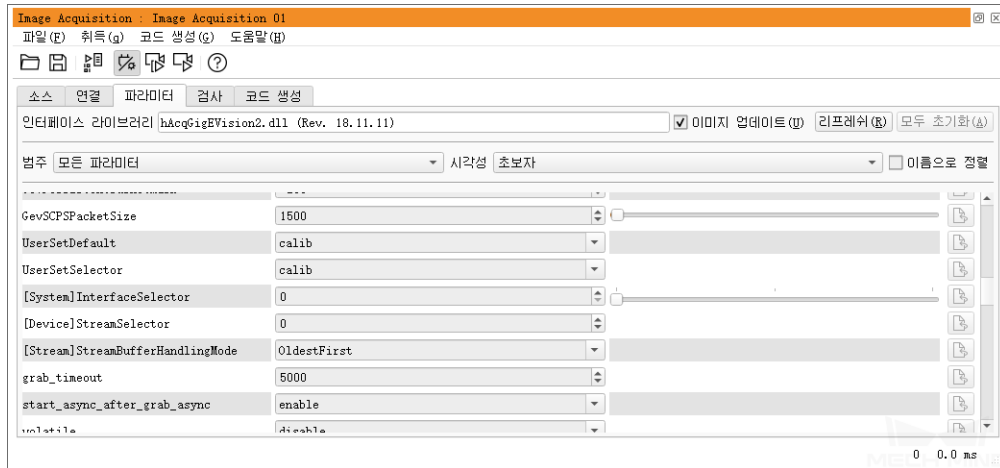 Image Acquisition : Image Acquisition 01
파일(F) 취득(g) 코드 생성(G) 도움말(H)
소스 연결 파라미터 검사 코드 생성
인터페이스 라이브러리 hAcqGigEVision2.dll (Rev. 18.11.11) 이미지 업데이트(U) 리프레쉬(R) 모두 초기화(A)
범주 모든 파라미터 시각성 초보자 이름으로 정렬
GevSCPSPacketSize 1500
UserSetDefault calib
UserSetSelector calib
[System]InterfaceSelector 0
[Device]StreamSelector 0
[Stream]StreamBufferHandlingMode OldestFirst
grab_timeout 5000
start_async_after_grab_async enable
volatile disable
0 0.0 ms